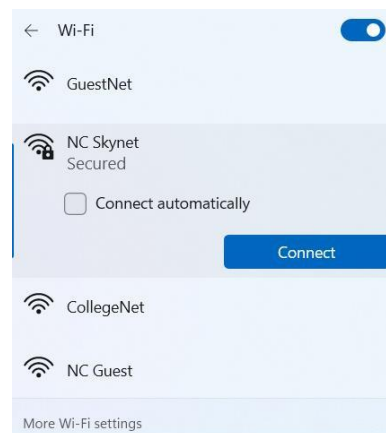 Wi-Fi
GuestNet
NC Skynet
Secured
Connect automatically
Connect
CollegeNet
NC Guest
More Wi-Fi settings